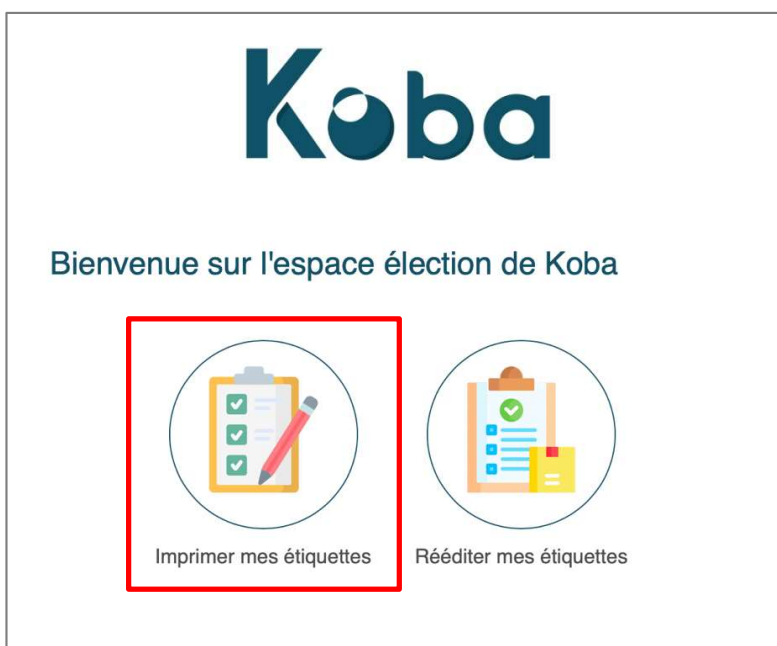 Koba
Bienvenue sur l'espace élection de Koba
Imprimer mes étiquettes
Rééditer mes étiquettes